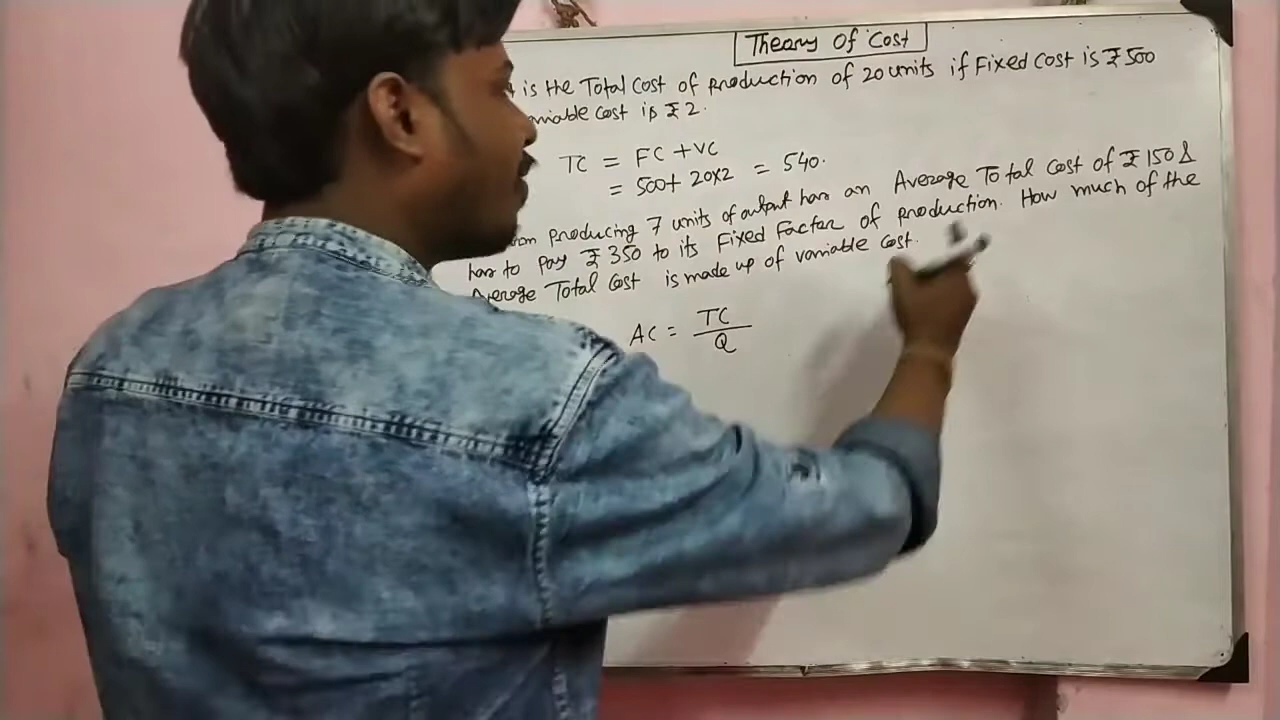 Theory Of Cost
is the Total Cost of production of 20 units if Fixed Cost is ₹500
Cost is ₹2.
TC = FC + VC
= 500 + 20X2 = 540.
Producing 7 units of output has an Average Total Cost of ₹150 &
has to pay ₹350 to its Fixed Factor of production. How much of the
Average Total Cost is made up of variable cost.
AC = TC / Q